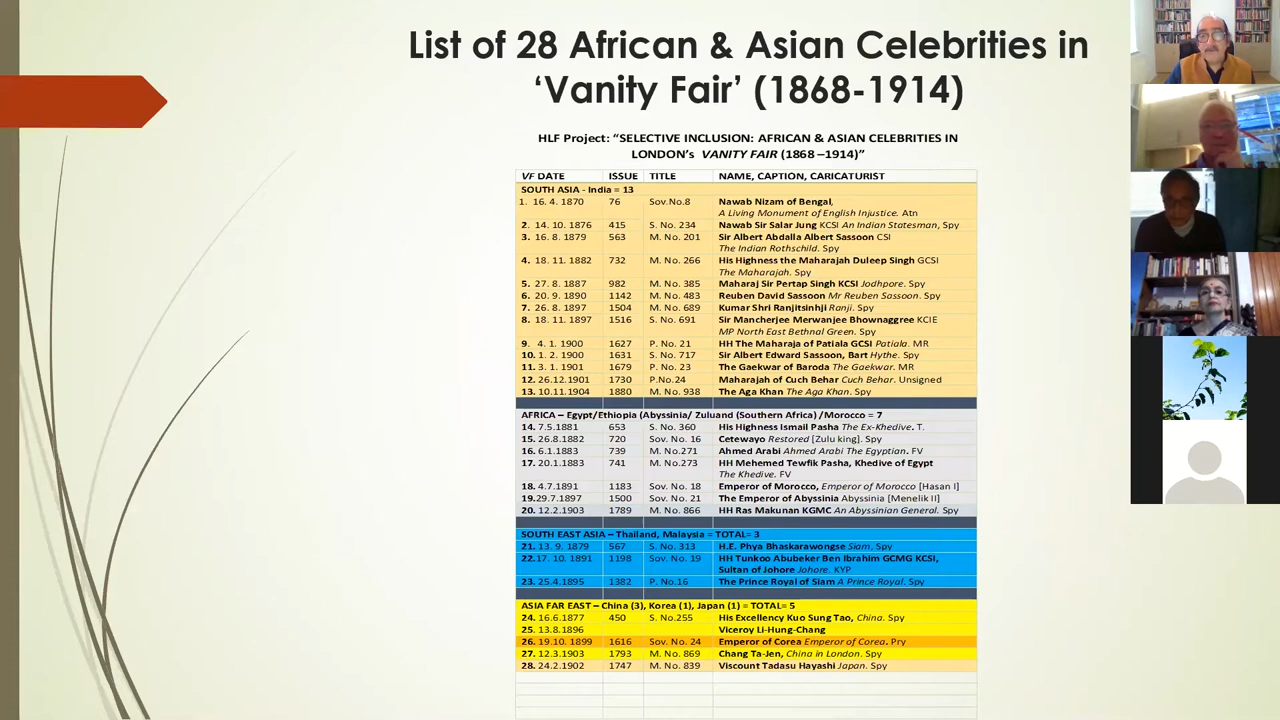 List of 28 African & Asian Celebrities in
‘Vanity Fair’ (1868-1914)
HLF Project: “SELECTIVE INCLUSION: AFRICAN & ASIAN CELEBRITIES IN
LONDON’s VANITY FAIR (1868–1914)”
VF DATE ISSUE TITLE NAME, CAPTION, CARICATURIST
SOUTH ASIA - India = 13
1. 16. 4. 1870 76 Sov.No.8 Nawab Nizam of Bengal,
A Living Monument of English Injustice. Atn
2. 14. 10. 1876 415 S. No. 234 Nawab Sir Salar Jung KCSI An Indian Statesman, Spy
3. 16. 8. 1879 563 M. No. 201 Sir Albert Abdalla Albert Sassoon CSI
The Indian Rothschild. Spy
4. 18. 11. 1882 732 M. No. 266 His Highness the Maharajah Duleep Singh GCSI
The Maharajah. Spy
5. 27. 8. 1887 982 M. No. 385 Maharaj Sir Pertap Singh KCSI Jodhpore. Spy
6. 20. 9. 1890 1142 M. No. 483 Reuben David Sassoon Mr Reuben Sassoon. Spy
7. 26. 8. 1897 1504 M. No. 689 Kumar Shri Ranjitsinhji Ranji. Spy
8. 18. 11. 1897 1516 S. No. 691 Sir Mancherjee Merwanjee Bhownaggree KCIE
MP North East Bethnal Green. Spy
9. 4. 1. 1900 1627 P. No. 21 HH The Maharaja of Patiala GCSI Patiala. MR
10. 1. 2. 1900 1631 S. No. 717 Sir Albert Edward Sassoon, Bart Hythe. Spy
11. 3. 1. 1901 1679 P. No. 23 The Gaekwar of Baroda The Gaekwar. MR
12. 26.12.1901 1730 P.No.24 Maharajah of Cuch Behar Cuch Behar. Unsigned
13. 10.11.1904 1880 M. No. 938 The Aga Khan The Aga Khan. Spy
AFRICA – Egypt/Ethiopia (Abyssinia/ Zuluand (Southern Africa) /Morocco = 7
14. 7.5.1881 653 S. No. 360 His Highness Ismail Pasha The Ex-Khedive. T.
15. 26.8.1882 720 Sov. No. 16 Cetewayo Restored [Zulu king]. Spy
16. 6.1.1883 739 M. No.271 Ahmed Arabi Ahmed Arabi The Egyptian. FV
17. 20.1.1883 741 M. No.273 HH Mehemed Tewfik Pasha, Khedive of Egypt
The Khedive. FV
18. 4.7.1891 1183 Sov. No. 18 Emperor of Morocco, Emperor of Morocco [Hasan I]
19.29.7.1897 1500 Sov. No. 21 The Emperor of Abyssinia Abyssinia [Menelik II]
20. 12.2.1903 1789 M. No. 866 HH Ras Makunan KGMC An Abyssinian General. Spy
SOUTH EAST ASIA – Thailand, Malaysia = TOTAL= 3
21. 13. 9. 1879 567 S. No. 313 H.E. Phya Bhaskarawongse Siam, Spy
22.17. 10. 1891 1198 Sov. No. 19 HH Tunkoo Abubeker Ben Ibrahim GCMG KCSI,
Sultan of Johore Johore. KYP
23. 25.4.1895 1382 P. No.16 The Prince Royal of Siam A Prince Royal. Spy
ASIA FAR EAST – China (3), Korea (1), Japan (1) = TOTAL= 5
24. 16.6.1877 450 S. No.255 His Excellency Kuo Sung Tao, China. Spy
25. 13.8.1896 Viceroy Li-Hung-Chang
26. 19.10. 1899 1616 Sov. No. 24 Emperor of Corea Emperor of Corea. Pry
27. 12.3.1903 1793 M. No. 869 Chang Ta-Jen, China in London. Spy
28. 24.2.1902 1747 M. No. 839 Viscount Tadasu Hayashi Japan. Spy